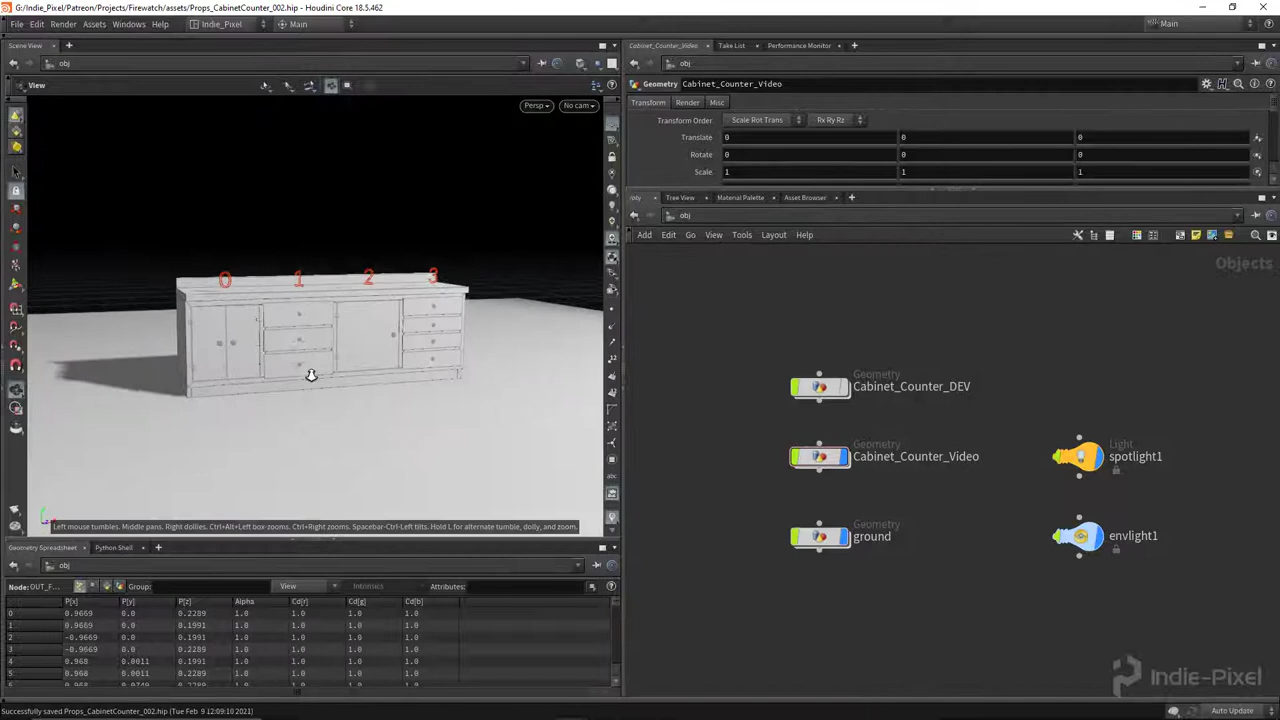 G:/Indie_Pixel/Patreon/Projects/Firewatch/assets/Props_CabinetCounter_002.hip - Houdini Core 18.5.462
File Edit Render Assets Windows Help Indie_Pixel Main Main
Scene View
Cabinet_Counter_Video Take List Performance Monitor
obj
obj
View
Geometry Cabinet_Counter_Video
Persp No cam
Transform Render Misc
Transform Order Scale Rot Trans Rx Ry Rz
Translate 0 0 0
Rotate 0 0 0
Scale 1 1 1
/obj Tree View Material Palette Asset Browser
obj
Add Edit Go View Tools Layout Help
Objects
0 1 2 3
Geometry
Cabinet_Counter_DEV
Geometry
Cabinet_Counter_Video
Light
spotlight1
Geometry
ground
envlight1
Left mouse tumbles. Middle pans. Right dollies. Ctrl+Alt+Left box-zooms. Ctrl+Right zooms. Spacebar-Ctrl-Left tilts. Hold L for alternate tumble, dolly, and zoom.
Geometry Spreadsheet Python Shell
obj
Node: OUT_F... Group: View Intrinsics Attributes:
P[x] P[y] P[z] Alpha Cd[r] Cd[g] Cd[b]
0 0.9669 0.0 0.2289 1.0 1.0 1.0 1.0
1 0.9669 0.0 0.1991 1.0 1.0 1.0 1.0
2 -0.9669 0.0 0.1991 1.0 1.0 1.0 1.0
3 -0.9669 0.0 0.2289 1.0 1.0 1.0 1.0
4 0.968 0.0011 0.1991 1.0 1.0 1.0 1.0
5 0.968 0.0011 0.2289 1.0 1.0 1.0 1.0
Indie-Pixel
Successfully saved Props_CabinetCounter_002.hip (Tue Feb 9 12:09:10 2021)
Auto Update